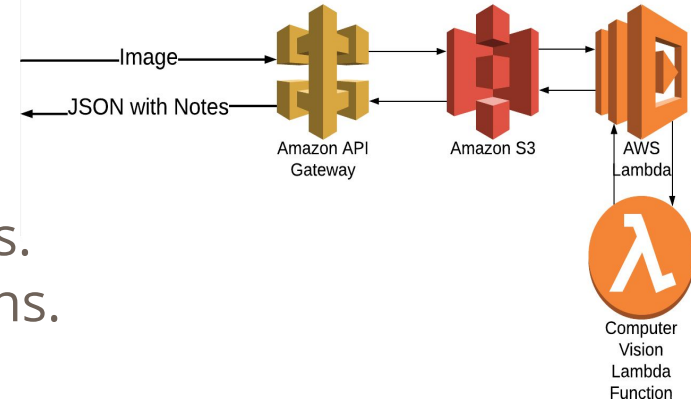 Image
JSON with Notes
Amazon API
Gateway
Amazon S3
AWS
Lambda
s.
ns.
Computer
Vision
Lambda
Function